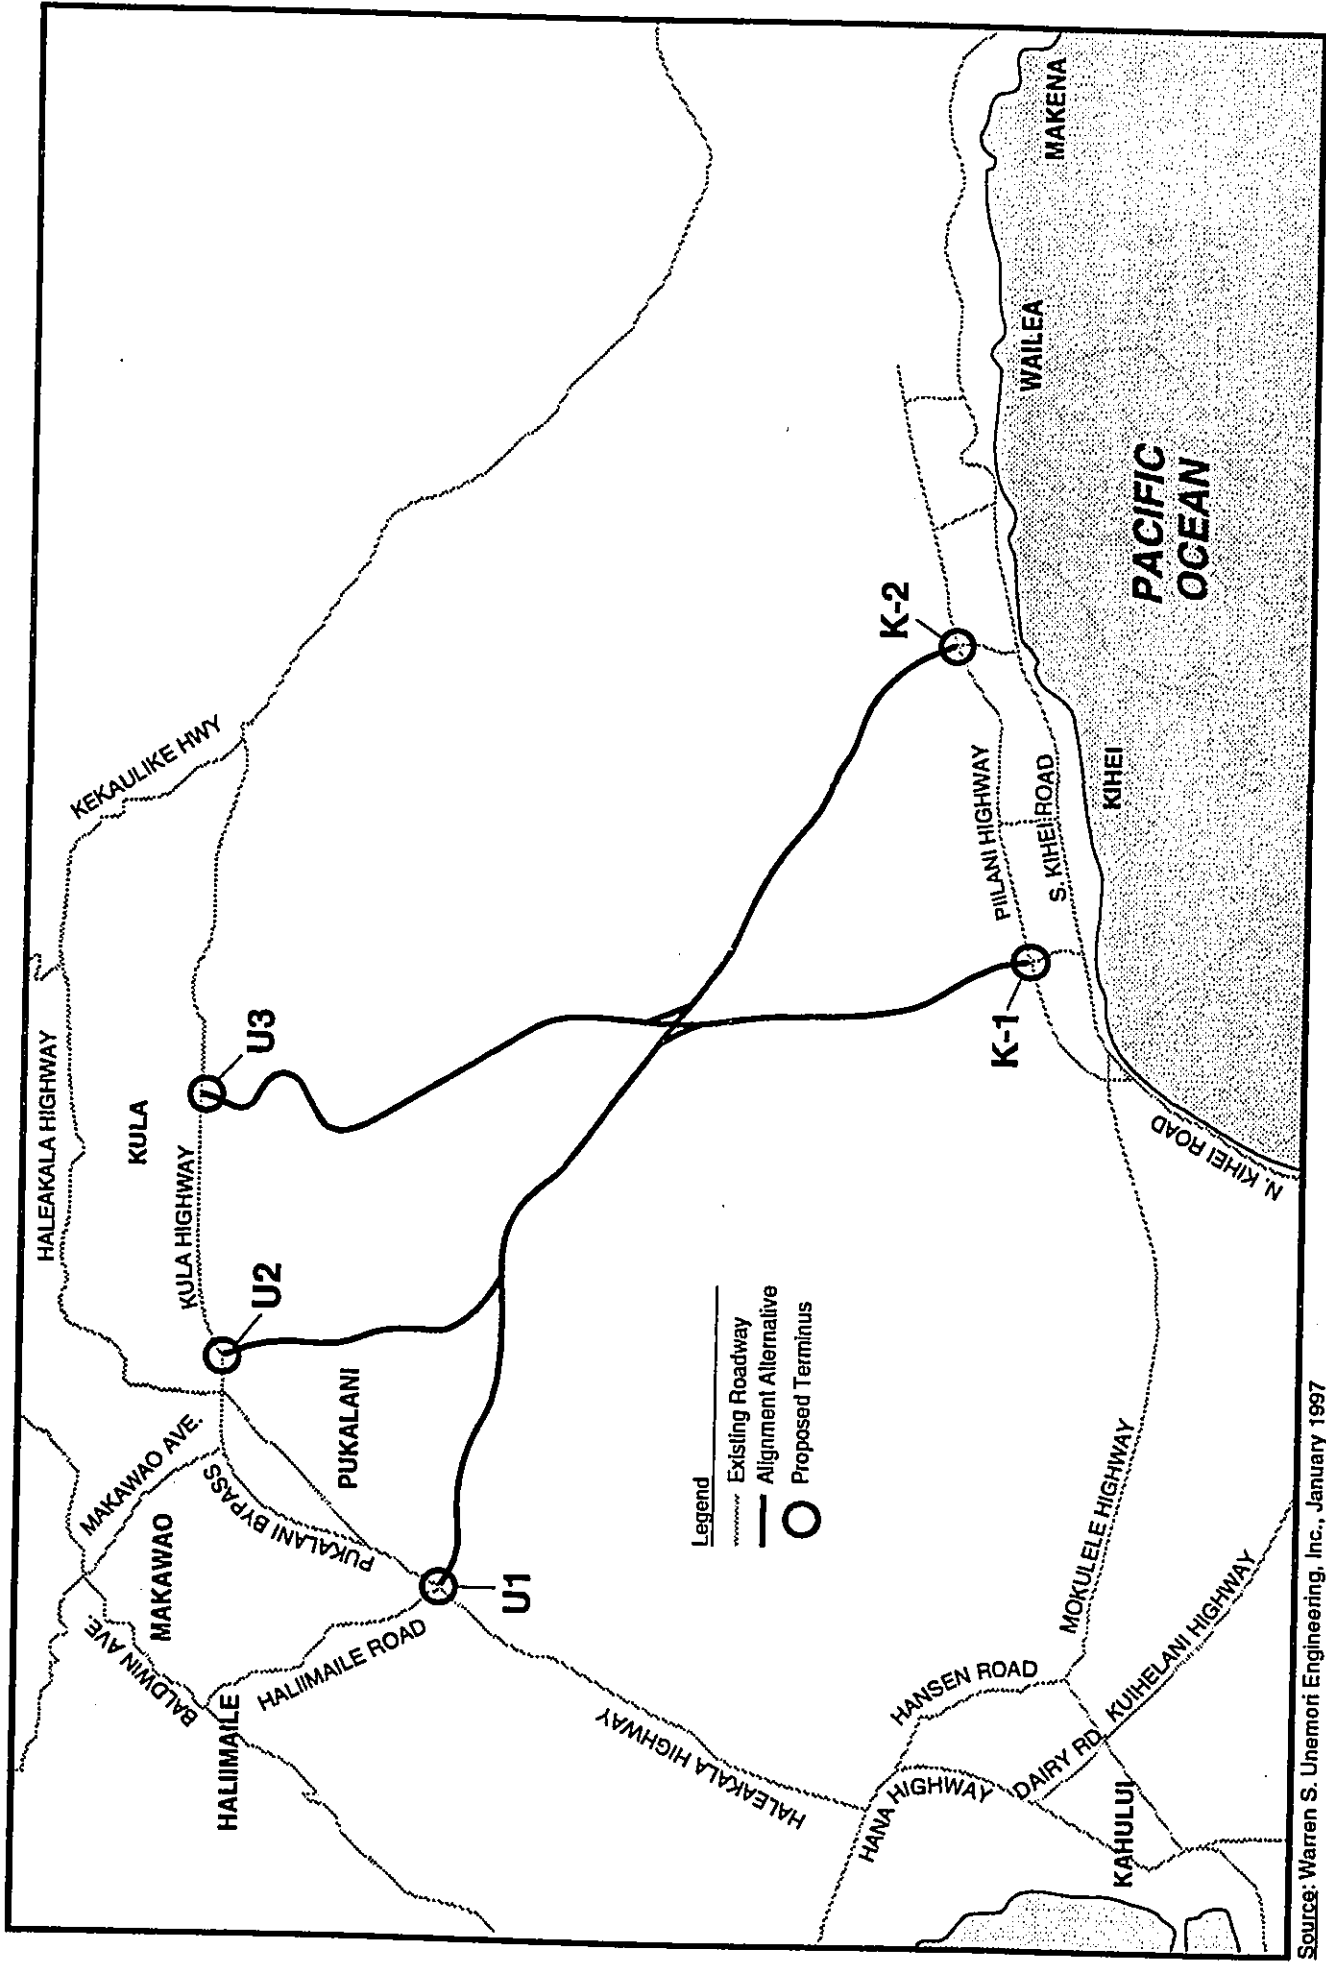 HALEAKALA HIGHWAY
KEKAULIKE HWY
KULA
U3
KULA HIGHWAY
U2
PUKALANI
MAKAWAO AVE.
PUKALANI BYPASS
MAKAWAO
BALDWIN AVE.
HALIIMAILE
HALIIMAILE ROAD
U1
HALEAKALA HIGHWAY
HANA HIGHWAY
HANSEN ROAD
DAIRY RD.
KUIHELANI HIGHWAY
KAHULUI
MOKULELE HIGHWAY
K-1
K-2
PIILANI HIGHWAY
S. KIHEI ROAD
KIHEI
N. KIHEI ROAD
WAILEA
MAKENA
PACIFIC
OCEAN
Legend
Existing Roadway
Alignment Alternative
Proposed Terminus
Source: Warren S. Unemori Engineering, Inc., January 1997